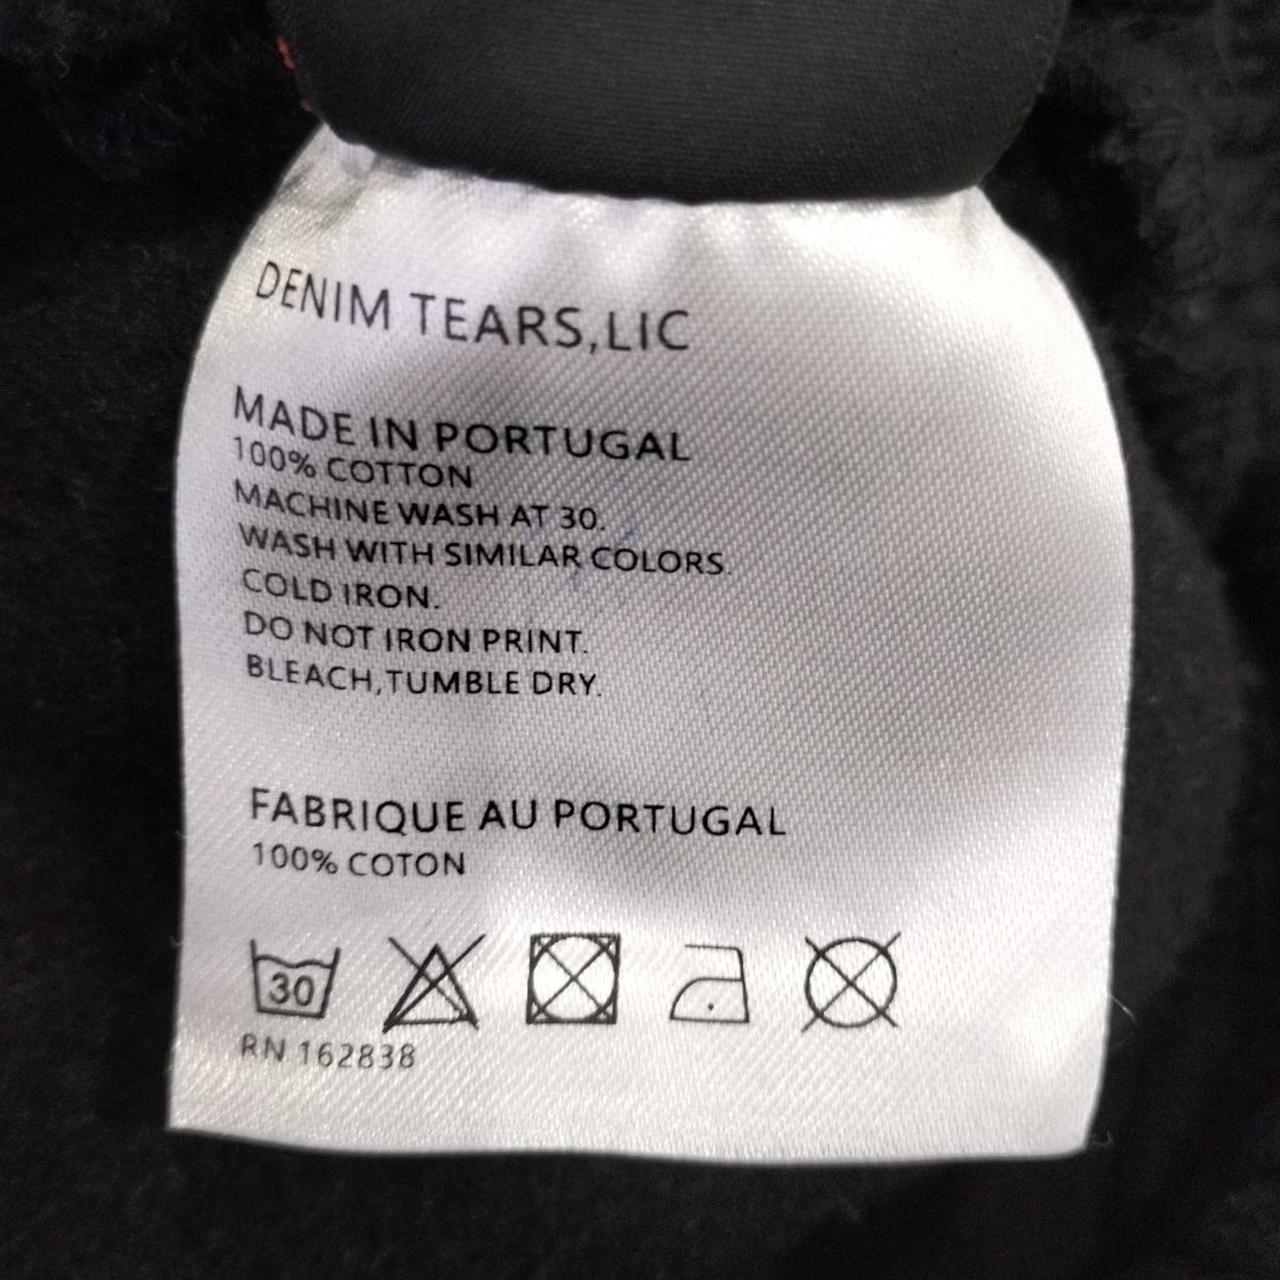 DENIM TEARS,LIC
MADE IN PORTUGAL
100% COTTON
MACHINE WASH AT 30.
WASH WITH SIMILAR COLORS.
COLD IRON.
DO NOT IRON PRINT.
BLEACH,TUMBLE DRY.
FABRIQUE AU PORTUGAL
100% COTON
30
RN 162838